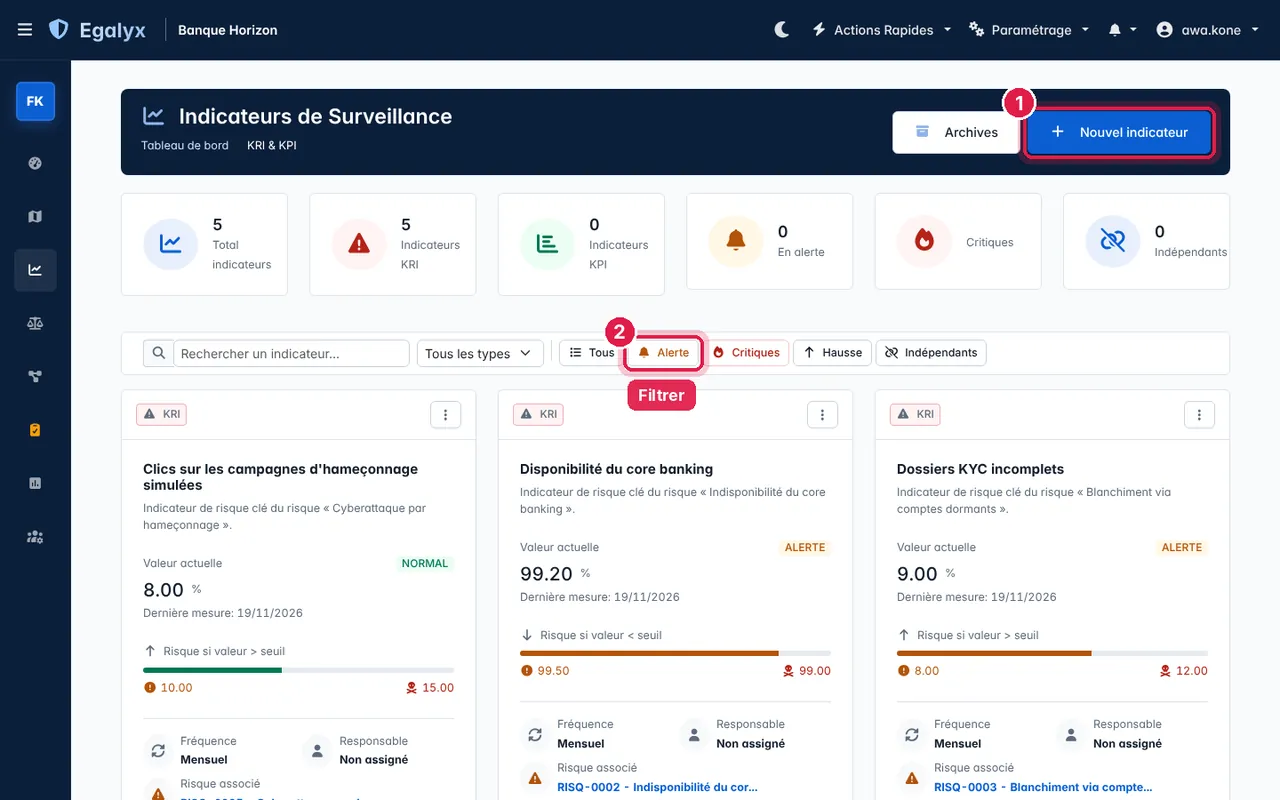 Egalyx
Banque Horizon
Actions Rapides
Paramétrage
awa.kone
FK
Indicateurs de Surveillance
Tableau de bord KRI & KPI
Archives
1
+ Nouvel indicateur
5
Total
indicateurs
5
Indicateurs
KRI
0
Indicateurs
KPI
0
En alerte
Critiques
0
Indépendants
Rechercher un indicateur...
Tous les types
Tous
2
Alerte
Critiques
Hausse
Indépendants
Filtrer
KRI
Clics sur les campagnes d'hameçonnage
simulées
Indicateur de risque clé du risque « Cyberattaque par
hameçonnage ».
Valeur actuelle NORMAL
8.00 %
Dernière mesure: 19/11/2026
Risque si valeur > seuil
10.00 15.00
Fréquence
Mensuel
Responsable
Non assigné
Risque associé
KRI
Disponibilité du core banking
Indicateur de risque clé du risque « Indisponibilité du core
banking ».
Valeur actuelle ALERTE
99.20 %
Dernière mesure: 19/11/2026
Risque si valeur < seuil
99.50 99.00
Fréquence
Mensuel
Responsable
Non assigné
Risque associé
RISQ-0002 - Indisponibilité du cor...
KRI
Dossiers KYC incomplets
Indicateur de risque clé du risque « Blanchiment via
comptes dormants ».
Valeur actuelle ALERTE
9.00 %
Dernière mesure: 19/11/2026
Risque si valeur > seuil
8.00 12.00
Fréquence
Mensuel
Responsable
Non assigné
Risque associé
RISQ-0003 - Blanchiment via compte...